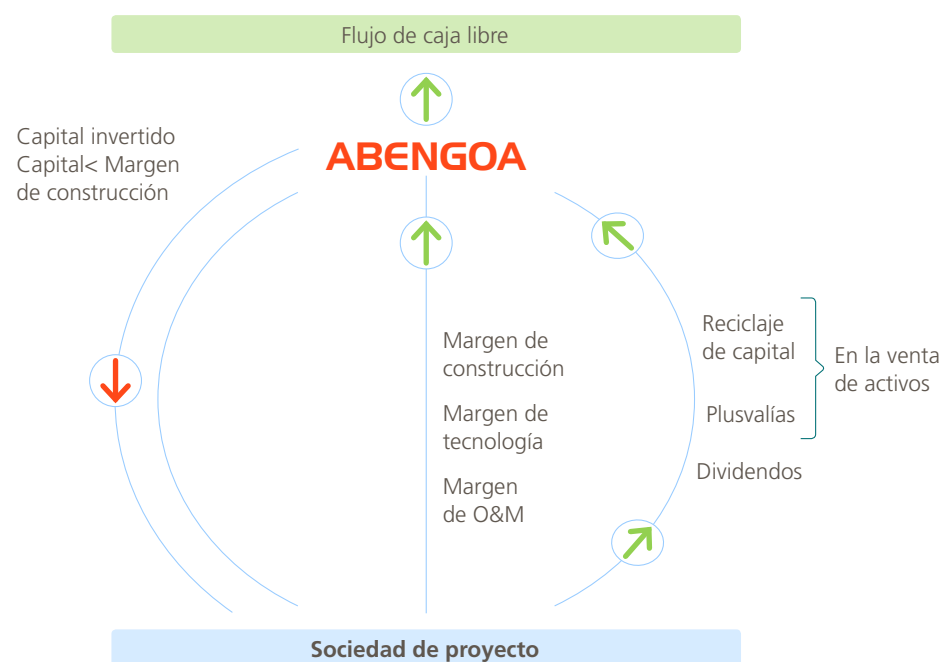 Flujo de caja libre
Capital invertido
Capital< Margen
de construcción
ABENGOA
Margen de
construcción
Margen de
tecnología
Margen
de O&M
Reciclaje
de capital
Plusvalías
En la venta
de activos
Dividendos
Sociedad de proyecto